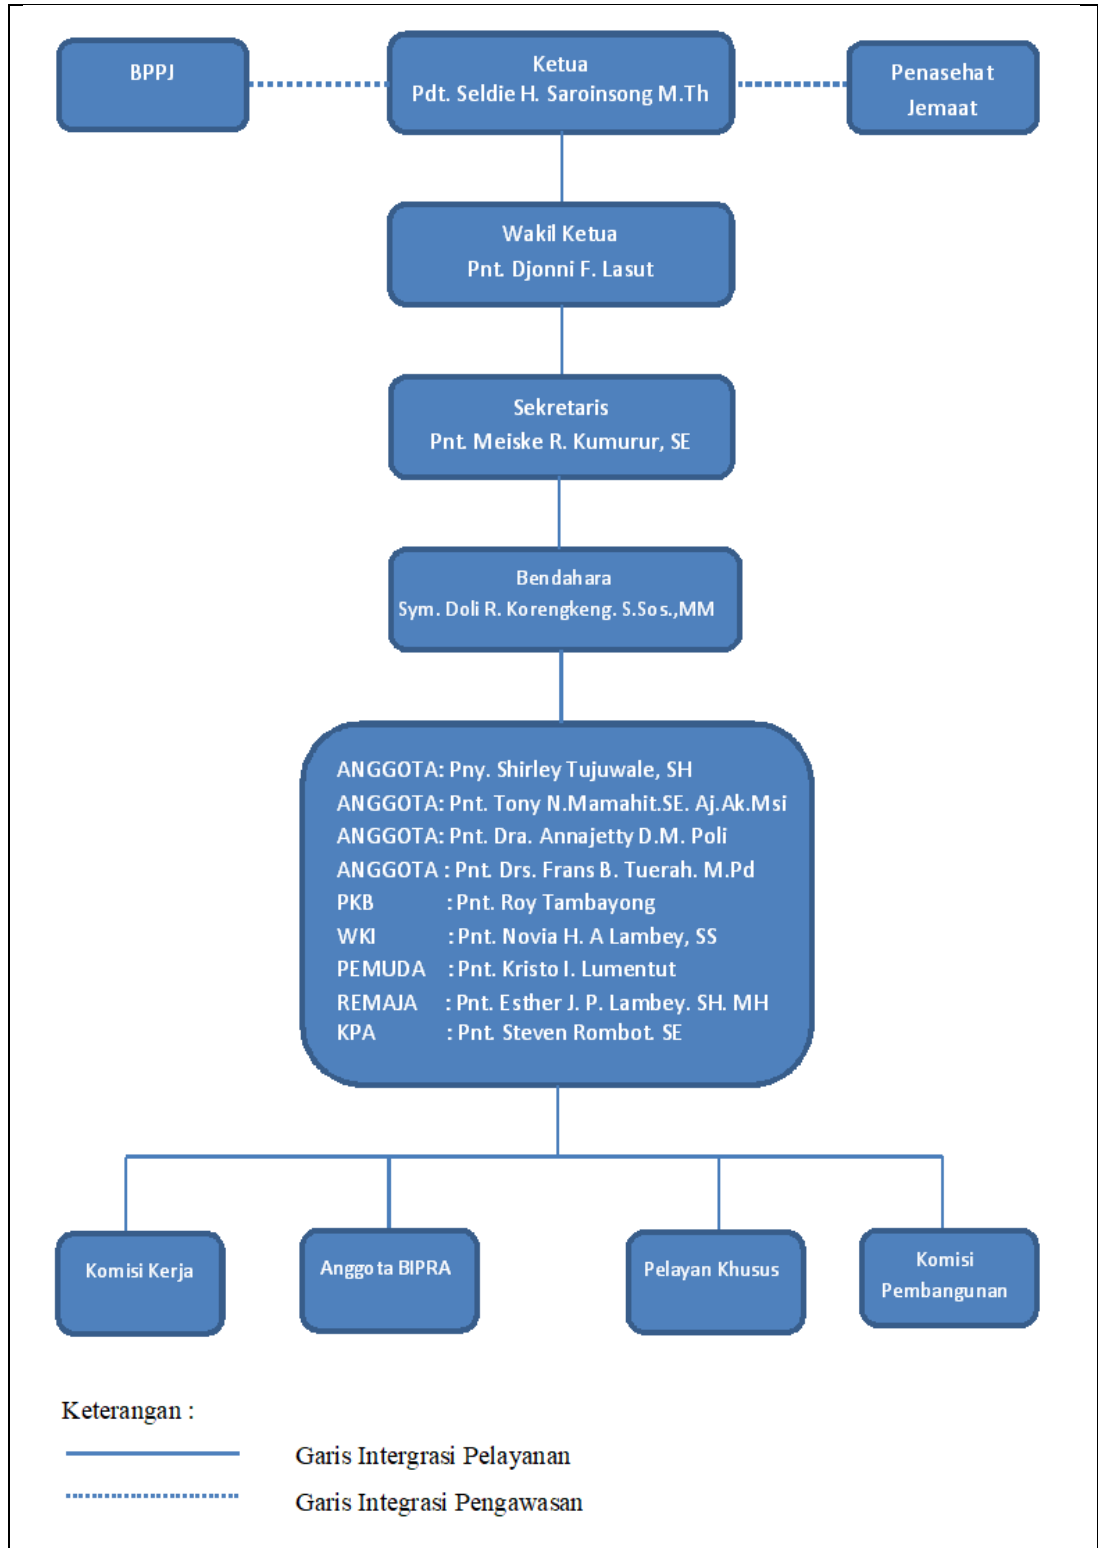 BPPJ
Ketua
Pdt. Seldie H. Saroinsong M.Th
Penasehat
Jemaat
Wakil Ketua
Pnt. Djonni F. Lasut
Sekretaris
Pnt. Meiske R. Kumurur, SE
Bendahara
Sym. Doli R. Korengkeng. S.Sos.,MM
ANGGOTA: Pny. Shirley Tujuwale, SH
ANGGOTA: Pnt. Tony N.Mamahit.SE. Aj.Ak.Msi
ANGGOTA: Pnt. Dra. Annajetty D.M. Poli
ANGGOTA : Pnt. Drs. Frans B. Tuerah. M.Pd
PKB : Pnt. Roy Tambayong
WKI : Pnt. Novia H. A Lambey, SS
PEMUDA : Pnt. Kristo I. Lumentut
REMAJA : Pnt. Esther J. P. Lambey. SH. MH
KPA : Pnt. Steven Rombot. SE
Komisi Kerja
Anggota BIPRA
Pelayan Khusus
Komisi
Pembangunan
Keterangan :
Garis Intergrasi Pelayanan
Garis Integrasi Pengawasan